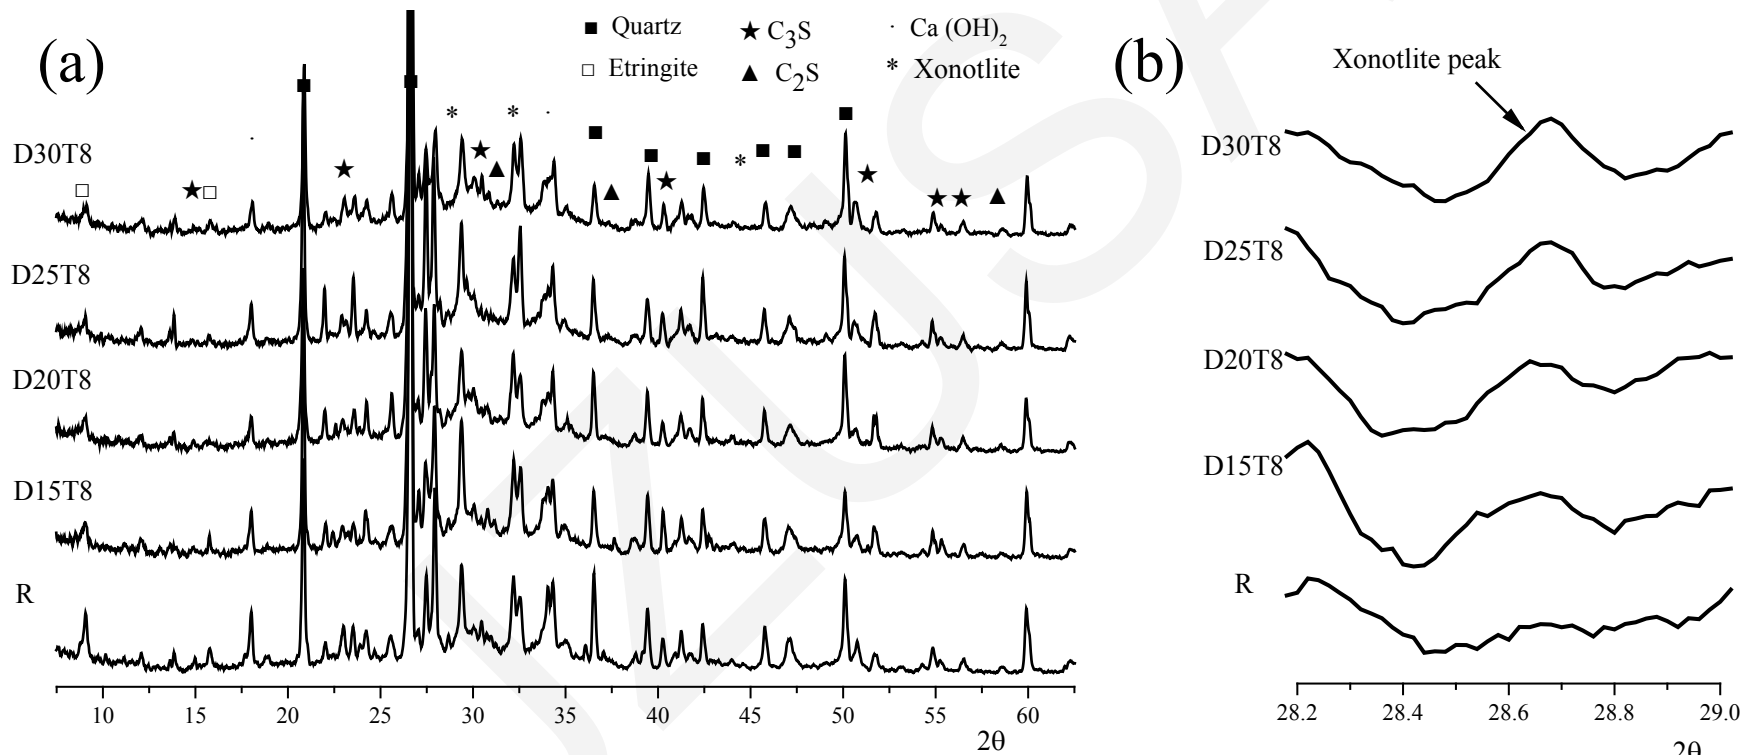 (a)
■ Quartz ★ C3S · Ca (OH)2
□ Etringite ▲ C2S * Xonotlite
D30T8
D25T8
D20T8
D15T8
R
10 15 20 25 30 35 40 45 50 55 60
2θ
(b)
Xonotlite peak
D30T8
D25T8
D20T8
D15T8
R
28.2 28.4 28.6 28.8 29.0
2θ